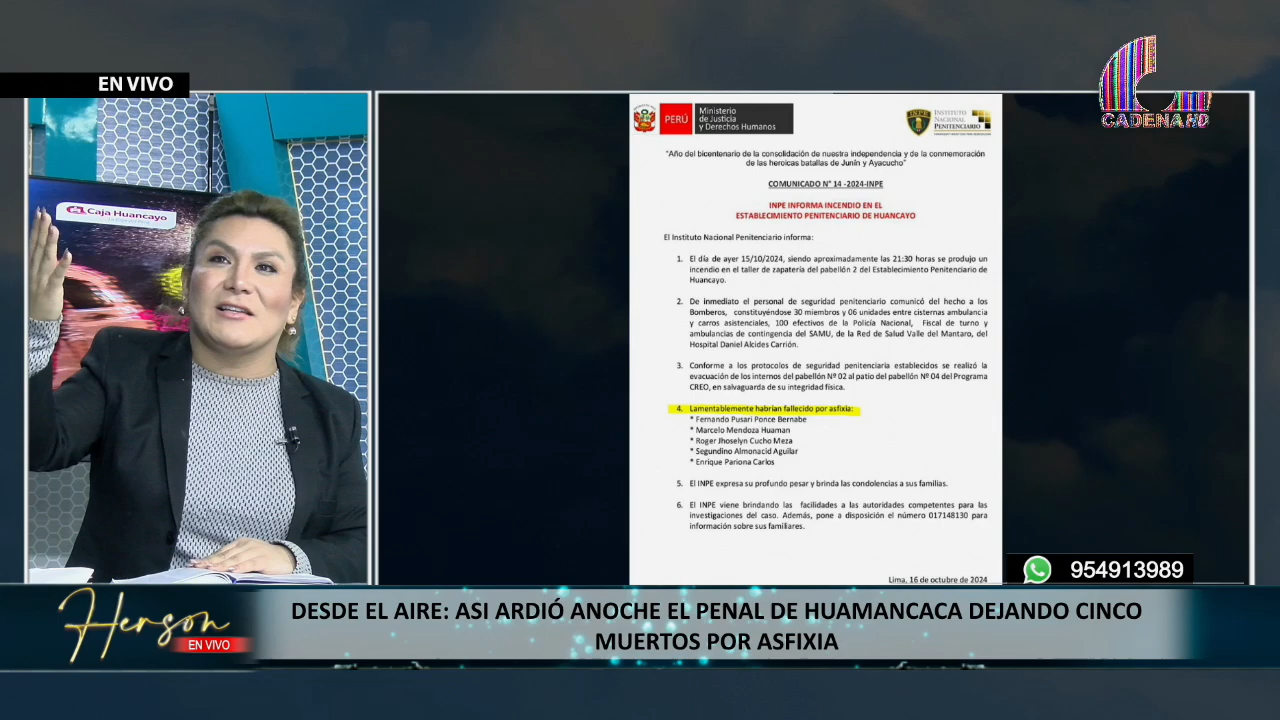 EN VIVO
CADENA
Caja Huancayo
PERÚ
Ministerio
de Justicia
y Derechos Humanos
INPE
INSTITUTO
NACIONAL
PENITENCIARIO
"Año del bicentenario de la consolidación de nuestra independencia y de la conmemoración
de las heroicas batallas de Junín y Ayacucho"
COMUNICADO N° 14 -2024-INPE
INPE INFORMA INCENDIO EN EL
ESTABLECIMIENTO PENITENCIARIO DE HUANCAYO
El Instituto Nacional Penitenciario informa:
1. El día de ayer 15/10/2024, siendo aproximadamente las 21:30 horas se produjo un
incendio en el taller de zapatería del pabellón 2 del Establecimiento Penitenciario de
Huancayo.
2. De inmediato el personal de seguridad penitenciario comunicó del hecho a los
Bomberos, constituyéndose 30 miembros y 06 unidades entre cisternas ambulancia
y carros asistenciales, 100 efectivos de la Policía Nacional, Fiscal de turno y
ambulancias de contingencia del SAMU, de la Red de Salud Valle del Mantaro, del
Hospital Daniel Alcides Carrión.
3. Conforme a los protocolos de seguridad penitenciaria establecidos se realizó la
evacuación de los internos del pabellón Nº 02 al patio del pabellón Nº 04 del Programa
CREO, en salvaguarda de su integridad física.
4. Lamentablemente habrían fallecido por asfixia:
* Fernando Pusari Ponce Bernabe
* Marcelo Mendoza Huaman
* Roger Jhoselyn Cucho Meza
* Segundino Almonacid Aguilar
* Enrique Pariona Carlos
5. El INPE expresa su profundo pesar y brinda las condolencias a sus familias.
6. El INPE viene brindando las facilidades a las autoridades competentes para las
investigaciones del caso. Además, pone a disposición el número 017148130 para
información sobre sus familiares.
Lima, 16 de octubre de 2024
954913989
Herson
EN VIVO
DESDE EL AIRE: ASI ARDIÓ ANOCHE EL PENAL DE HUAMANCACA DEJANDO CINCO
MUERTOS POR ASFIXIA